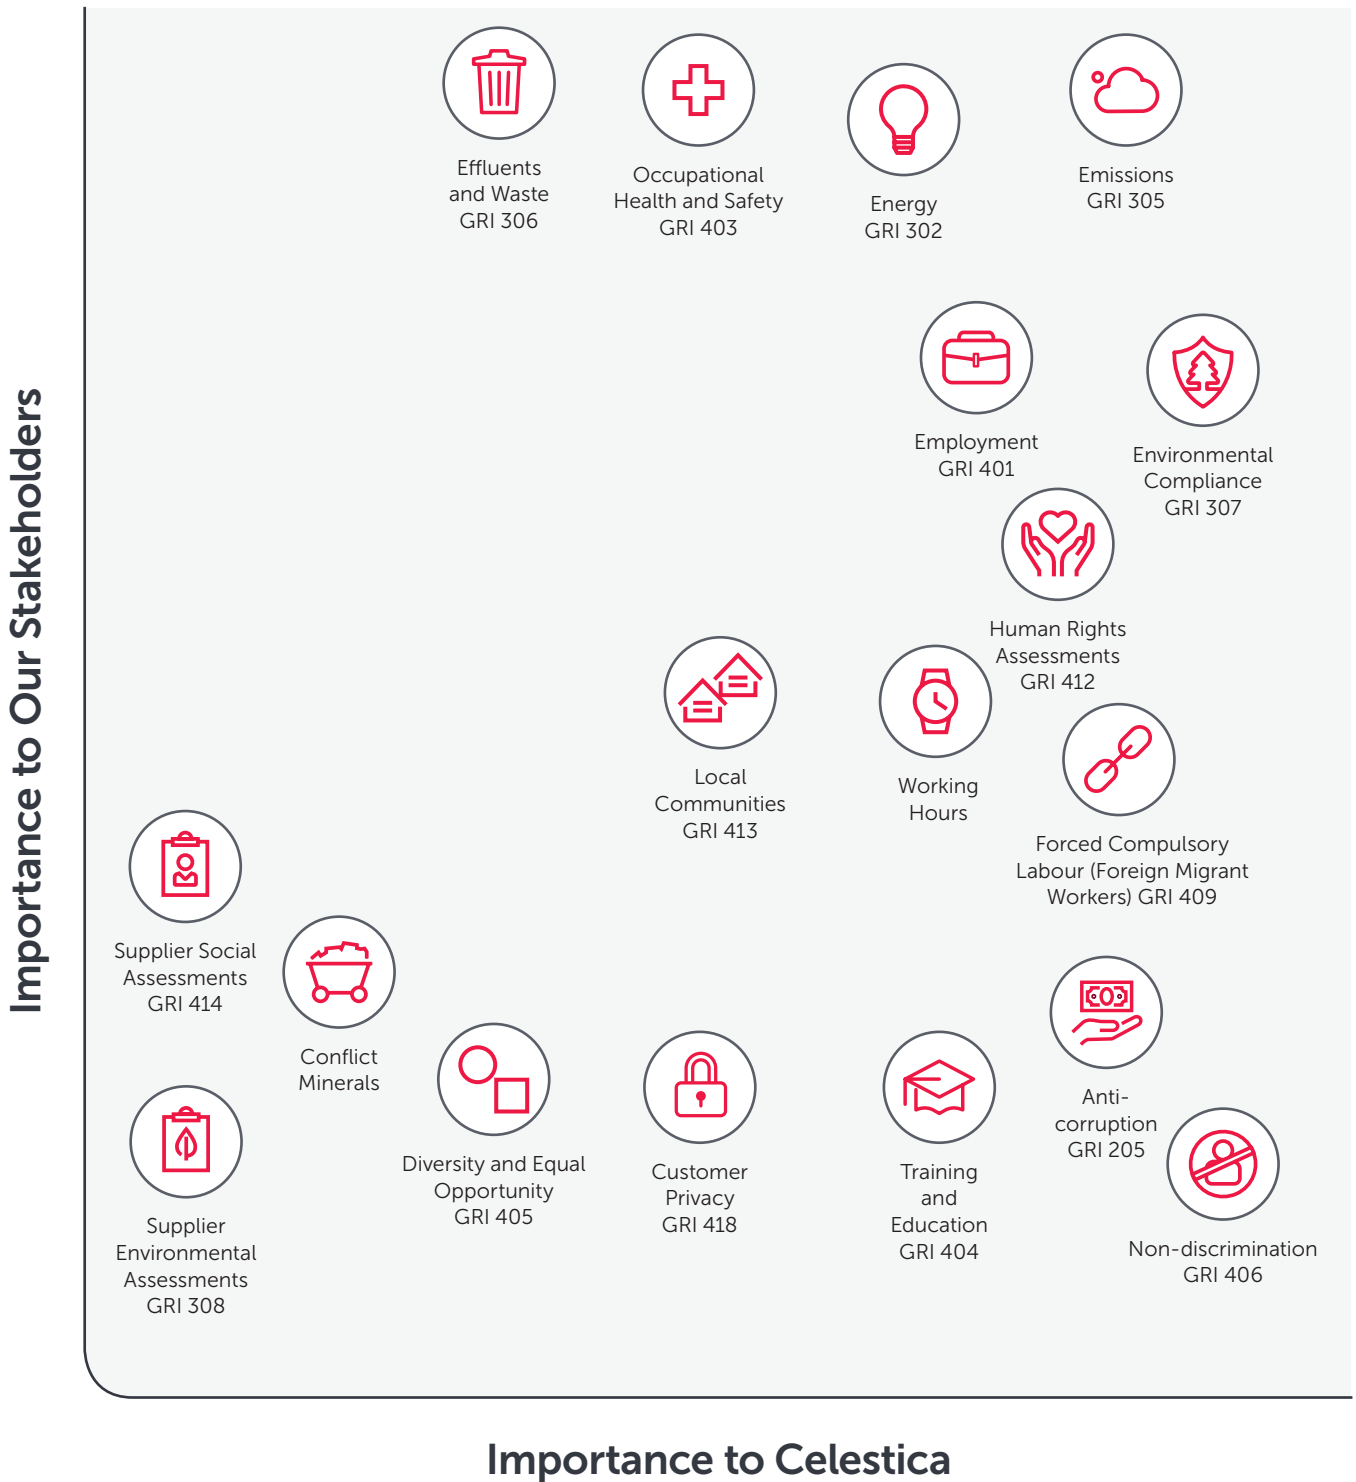 Importance to Our Stakeholders
Effluents
and Waste
GRI 306
Occupational
Health and Safety
GRI 403
Energy
GRI 302
Emissions
GRI 305
Employment
GRI 401
Environmental
Compliance
GRI 307
Human Rights
Assessments
GRI 412
Local
Communities
GRI 413
Working
Hours
Forced Compulsory
Labour (Foreign Migrant
Workers) GRI 409
Supplier Social
Assessments
GRI 414
Conflict
Minerals
Diversity and Equal
Opportunity
GRI 405
Customer
Privacy
GRI 418
Training
and
Education
GRI 404
Anti-
corruption
GRI 205
Supplier
Environmental
Assessments
GRI 308
Non-discrimination
GRI 406
Importance to Celestica